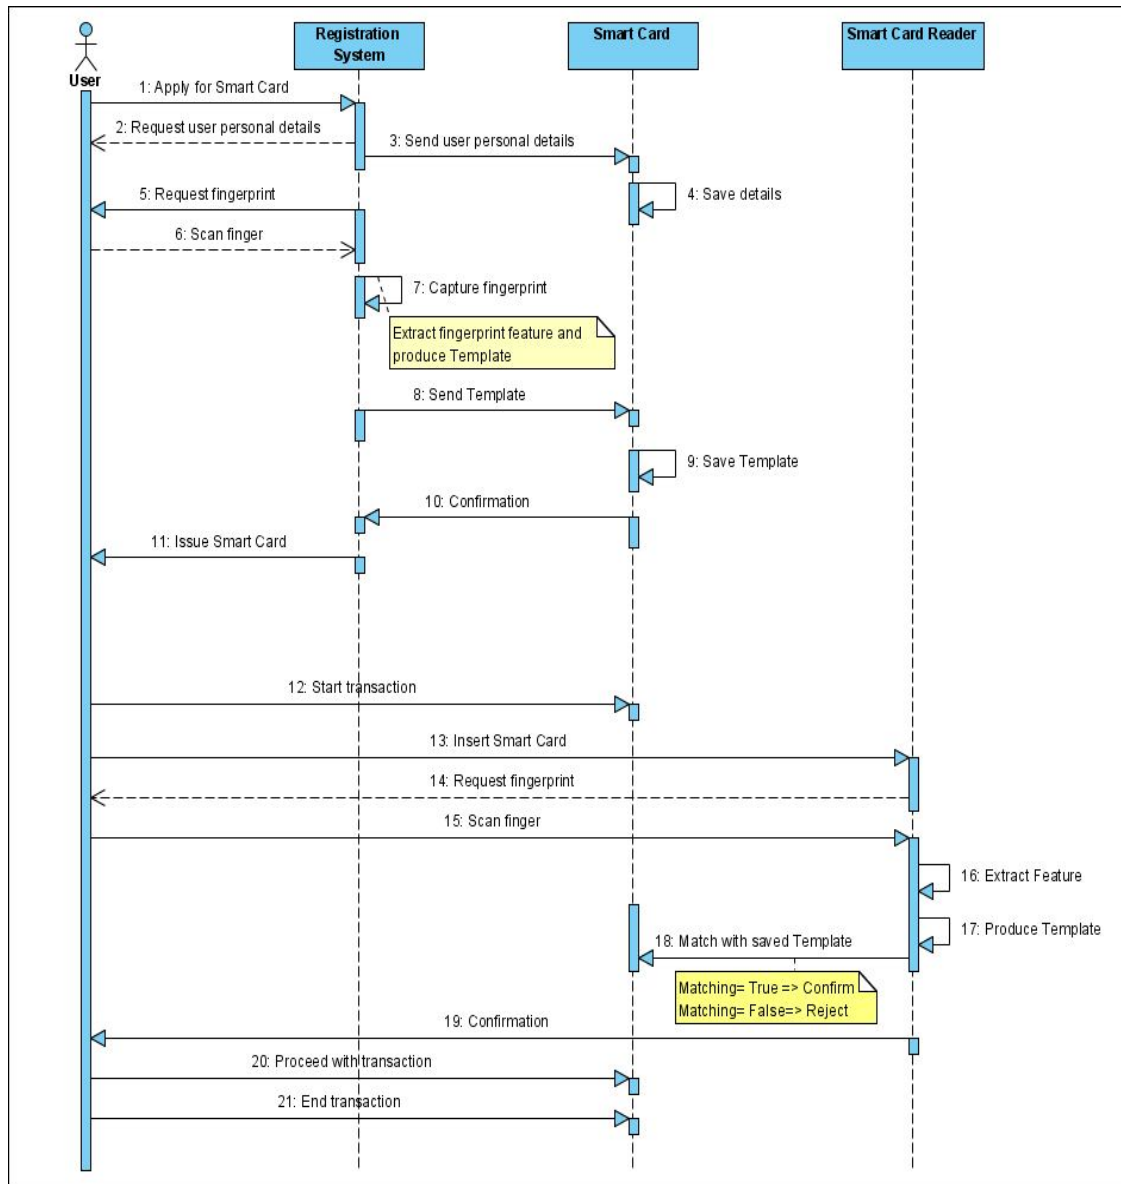 Registration
System
Smart Card
Smart Card Reader
User
1: Apply for Smart Card
2: Request user personal details
3: Send user personal details
4: Save details
5: Request fingerprint
6: Scan finger
7: Capture fingerprint
Extract fingerprint feature and
produce Template
8: Send Template
9: Save Template
10: Confirmation
11: Issue Smart Card
12: Start transaction
13: Insert Smart Card
14: Request fingerprint
15: Scan finger
16: Extract Feature
17: Produce Template
18: Match with saved Template
Matching= True => Confirm
Matching= False=> Reject
19: Confirmation
20: Proceed with transaction
21: End transaction